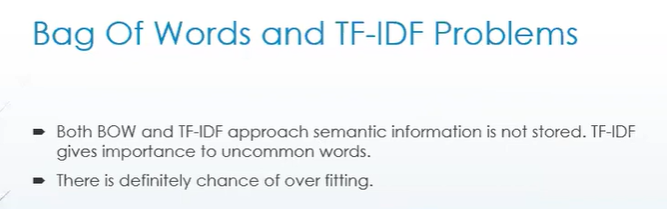 Bag Of Words and TF-IDF Problems
Both BOW and TF-IDF approach semantic information is not stored. TF-IDF
gives importance to uncommon words.
There is definitely chance of over fitting.